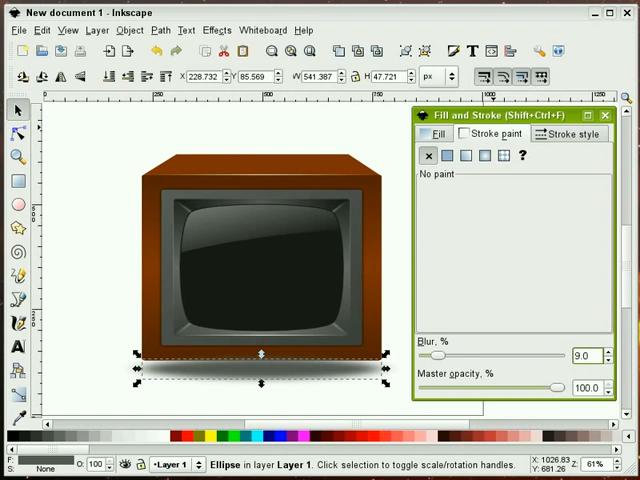 New document 1 - Inkscape
File Edit View Layer Object Path Text Effects Whiteboard Help
X 228.732 Y 85.569 W 541.387 H 47.721 px
0 250 500 750 1000 1250
Fill and Stroke (Shift+Ctrl+F)
Fill Stroke paint Stroke style
?
No paint
Blur, %
9.0
Master opacity, %
100.0
F:
S: None
O: 100
Layer 1
Ellipse in layer Layer 1. Click selection to toggle scale/rotation handles.
X: 1026.83
Y: 681.26
Z: 61%